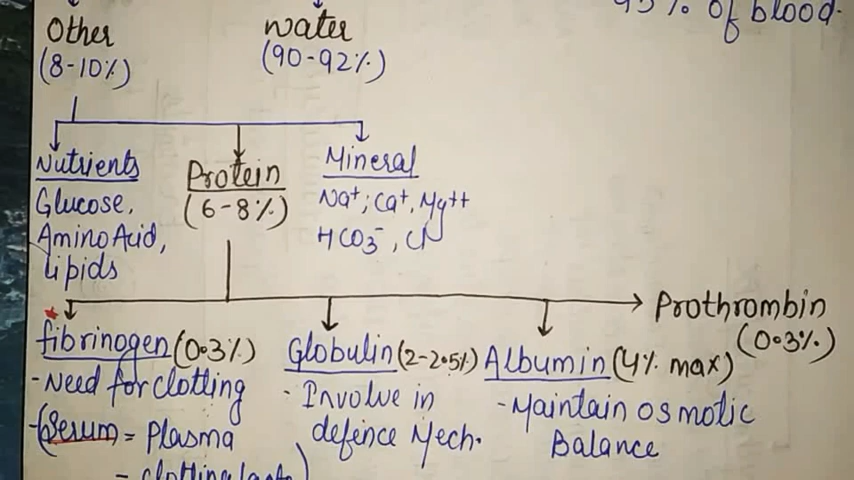 95% of blood.
Other
(8-10%)
water
(90-92%)
Nutrients
Glucose,
Amino Acid,
Lipids
Protein
(6-8%)
Mineral
Na+; Ca+, Mg++
HCO3-, Cl-
Prothrombin
(0.3%)
*
fibrinogen (0.3%)
-Need for clotting
-(Serum = Plasma
- clotting
Globulin (2-2.5%)
- Involve in
defence Mech.
Albumin (4% max)
-Maintain osmotic
Balance